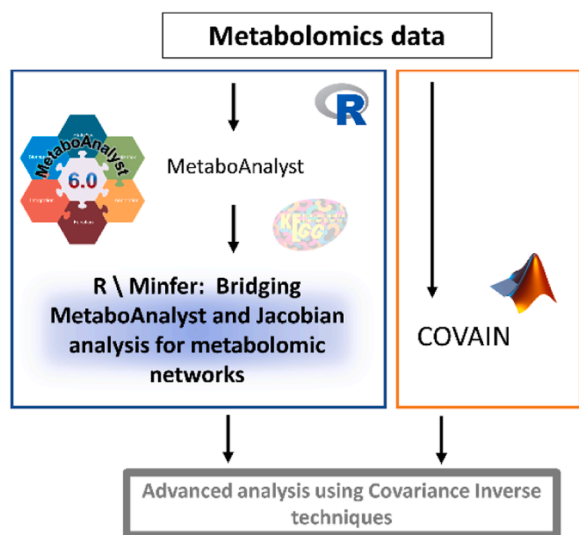 Metabolomics data
R
MetaboAnalyst
6.0
MetaboAnalyst
KEGG
R \ Minfer: Bridging
MetaboAnalyst and Jacobian
analysis for metabolomic
networks
COVAIN
Advanced analysis using Covariance Inverse
techniques